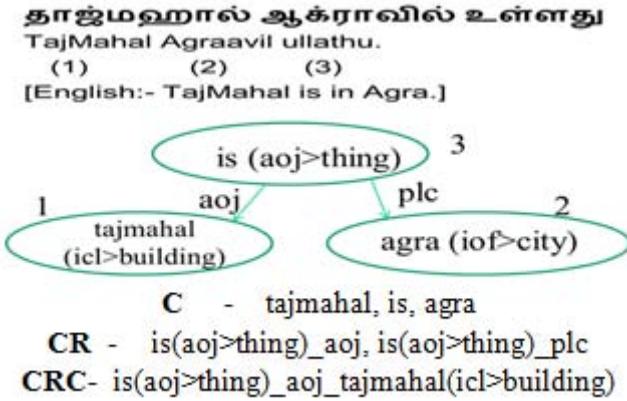 தாஜ்மஹால் ஆக்ராவில் உள்ளது
TajMahal Agraavil ullathu.
(1) (2) (3)
[English:- TajMahal is in Agra.]
is (aoj>thing) 3
aoj plc
1 2
tajmahal
(icl>building)
agra (iof>city)
C - tajmahal, is, agra
CR - is(aoj>thing)_aoj, is(aoj>thing)_plc
CRC- is(aoj>thing)_aoj_tajmahal(icl>building)